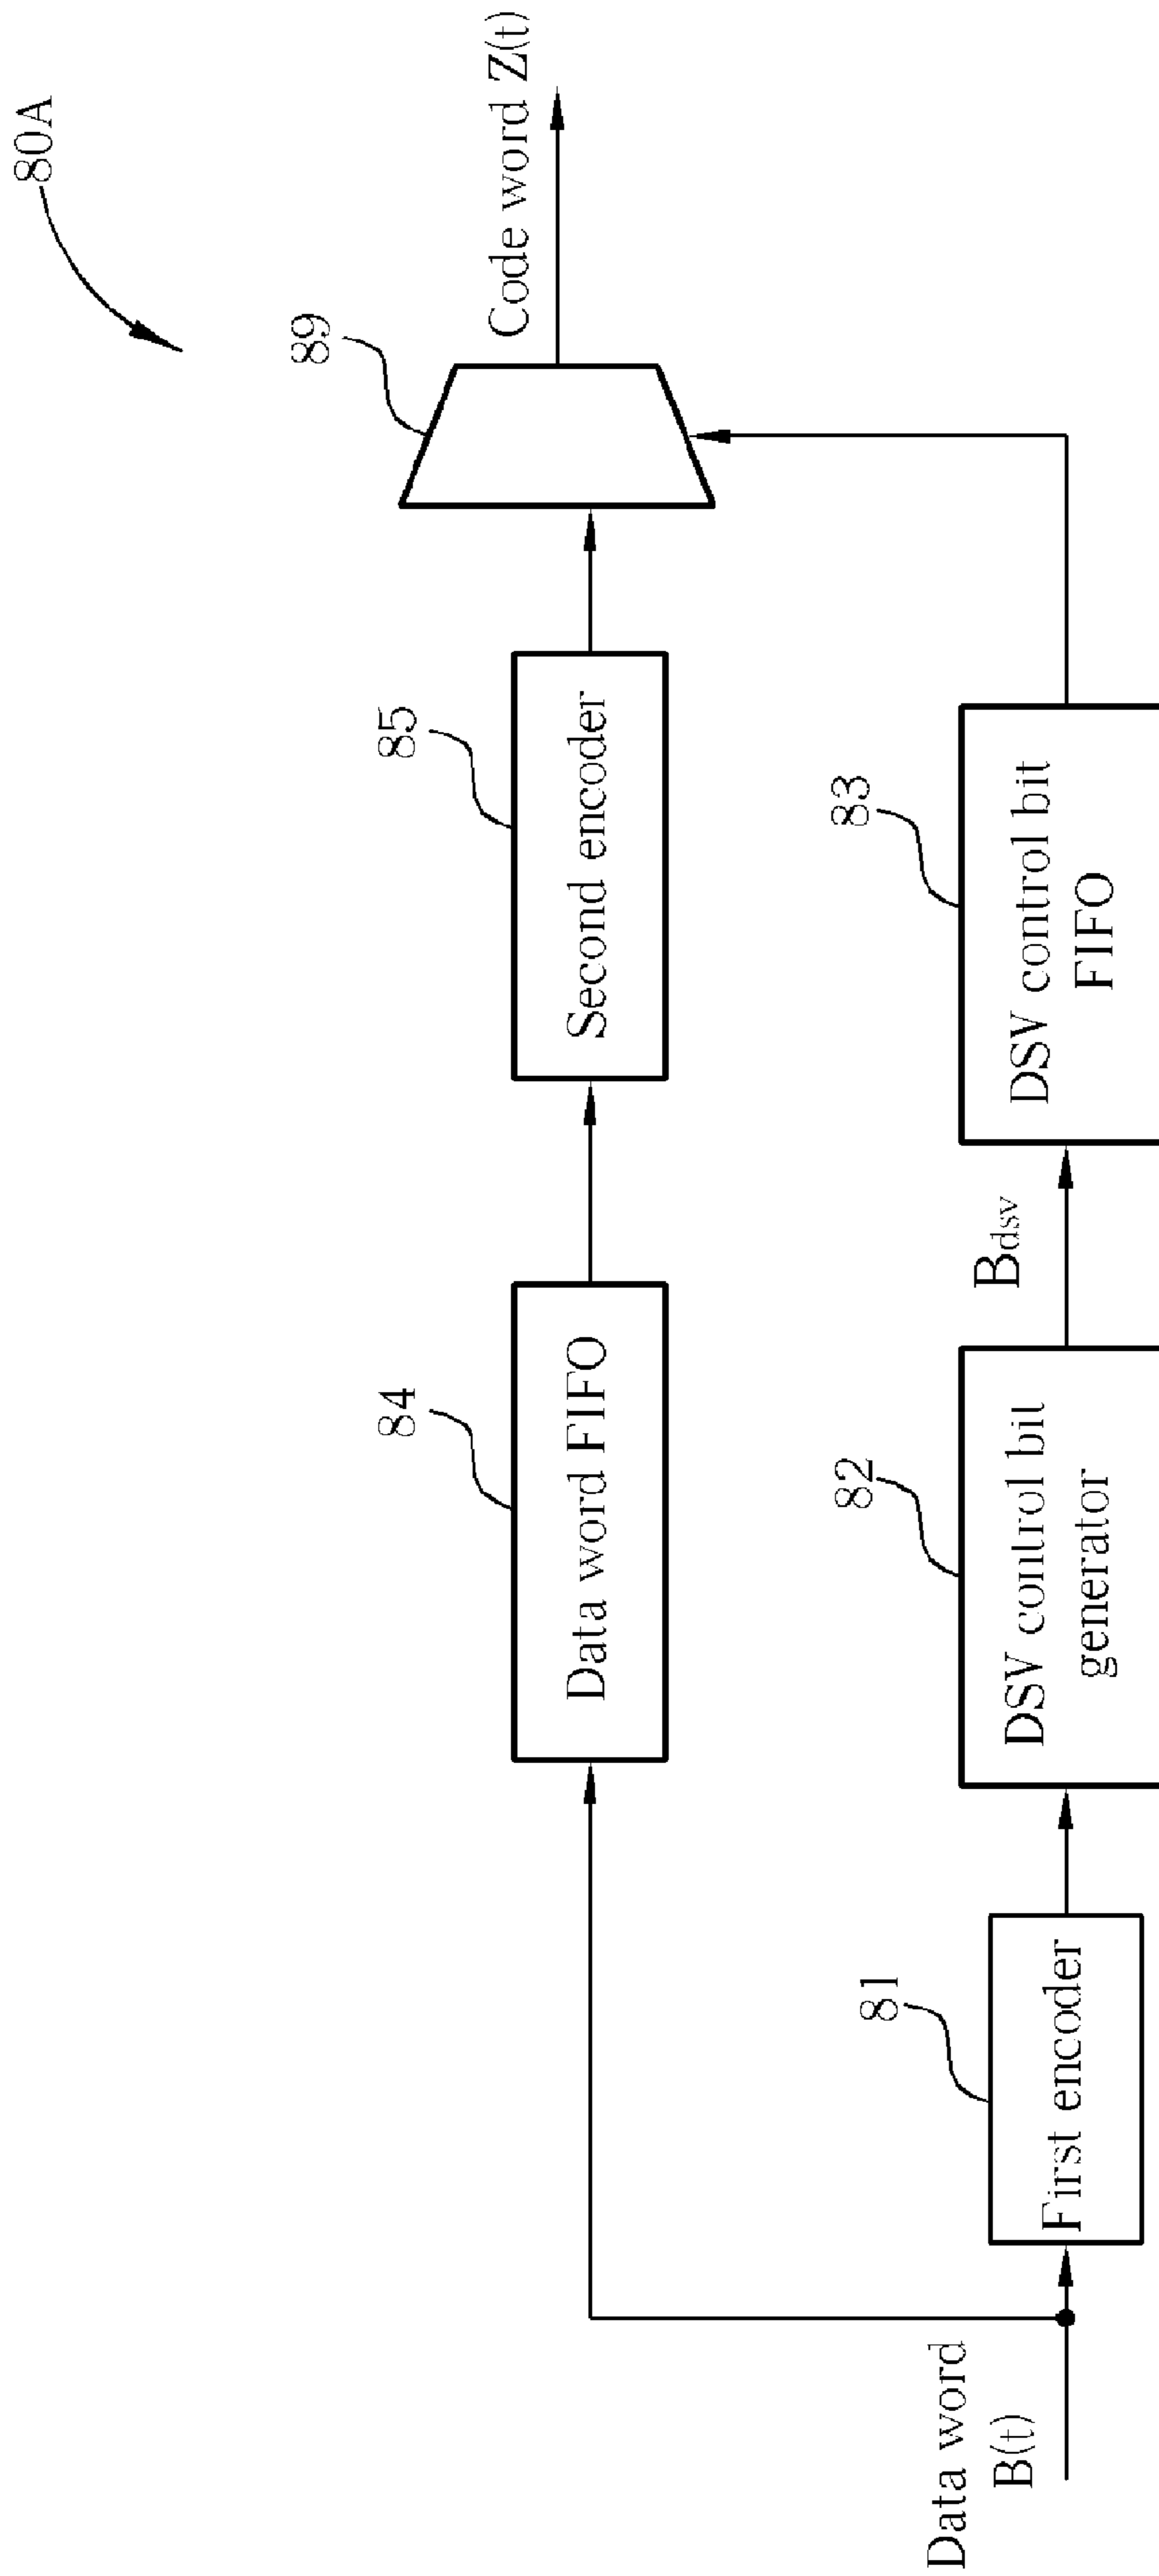 80A
89
Code word Z(t)
84
Data word FIFO
85
Second encoder
Data word
B(t)
81
First encoder
82
DSV control bit
generator
Bdsv
83
DSV control bit
FIFO